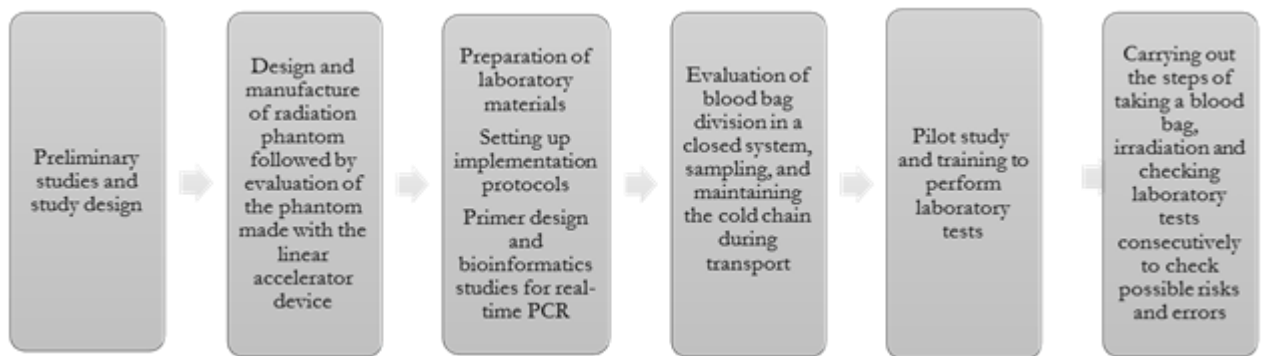 Preliminary
studies and
study design
Design and
manufacture
of radiation
phantom
followed by
evaluation of
the phantom
made with the
linear
accelerator
device
Preparation of
laboratory
materials
Setting up
implementation
protocols
Primer design
and
bioinformatics
studies for real-
time PCR
Evaluation of
blood bag
division in a
closed system,
sampling, and
maintaining
the cold chain
during
transport
Pilot study
and training to
perform
laboratory
tests
Carrying out
the steps of
taking a blood
bag,
irradiation and
checking
laboratory
tests
consecutively
to check
possible risks
and errors